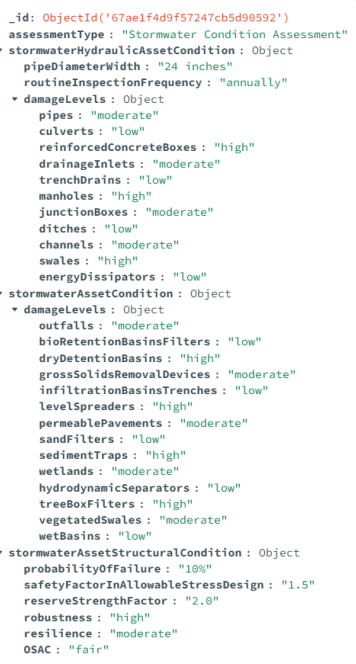 _id: ObjectId('67ae1f4d9f57247cb5d90592')
assessmentType : "Stormwater Condition Assessment"
stormwaterHydraulicAssetCondition : Object
pipeDiameterWidth : "24 inches"
routineInspectionFrequency : "annually"
damageLevels : Object
pipes : "moderate"
culverts : "low"
reinforcedConcreteBoxes : "high"
drainageInlets : "moderate"
trenchDrains : "low"
manholes : "high"
junctionBoxes : "moderate"
ditches : "low"
channels : "moderate"
swales : "high"
energyDissipators : "low"
stormwaterAssetCondition : Object
damageLevels : Object
outfalls : "moderate"
bioRetentionBasinsFilters : "low"
dryDetentionBasins : "high"
grossSolidsRemovalDevices : "moderate"
infiltrationBasinsTrenches : "low"
levelSpreaders : "high"
permeablePavements : "moderate"
sandFilters : "low"
sedimentTraps : "high"
wetlands : "moderate"
hydrodynamicSeparators : "low"
treeBoxFilters : "high"
vegetatedSwales : "moderate"
wetBasins : "low"
stormwaterAssetStructuralCondition : Object
probabilityOfFailure : "10%"
safetyFactorInAllowableStressDesign : "1.5"
reserveStrengthFactor : "2.0"
robustness : "high"
resilience : "moderate"
OSAC : "fair"